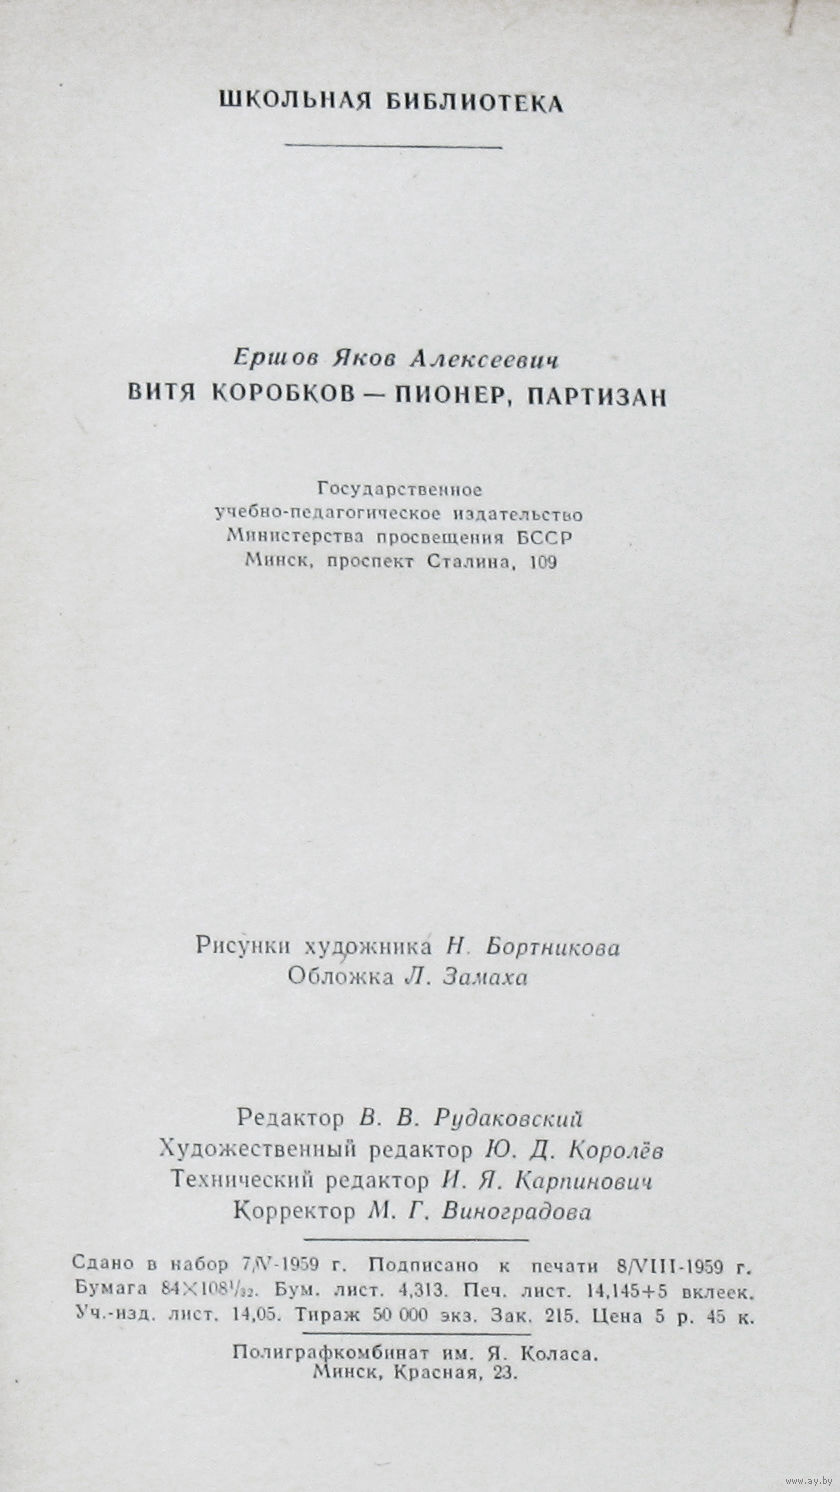 ШКОЛЬНАЯ БИБЛИОТЕКА
Ершов Яков Алексеевич
ВИТЯ КОРОБКОВ — ПИОНЕР, ПАРТИЗАН
Государственное
учебно-педагогическое издательство
Министерства просвещения БССР
Минск, проспект Сталина, 109
Рисунки художника Н. Бортникова
Обложка Л. Замаха
Редактор В. В. Рудаковский
Художественный редактор Ю. Д. Королёв
Технический редактор И. Я. Карпинович
Корректор М. Г. Виноградова
Сдано в набор 7/V-1959 г. Подписано к печати 8/VIII-1959 г.
Бумага 84×108¹/₃₂. Бум. лист. 4,313. Печ. лист. 14,145+5 вклеек.
Уч.-изд. лист. 14,05. Тираж 50 000 экз. Зак. 215. Цена 5 р. 45 к.
Полиграфкомбинат им. Я. Коласа.
Минск, Красная, 23.
www.ay.by